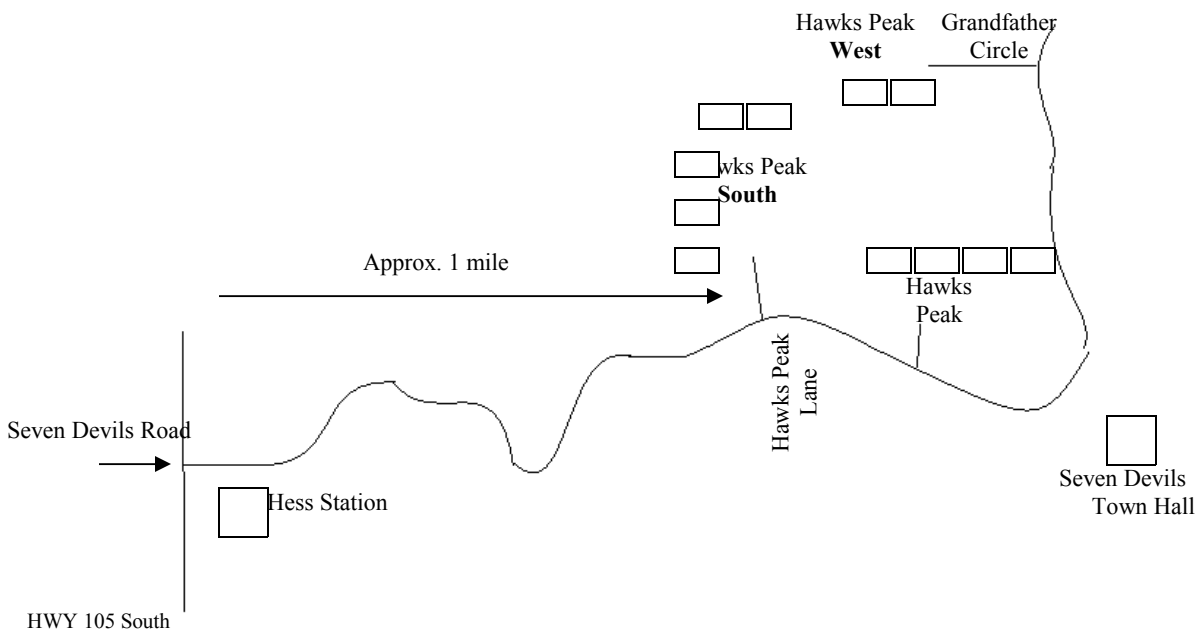 Hawks Peak
West
Grandfather
Circle
wks Peak
South
Approx. 1 mile
Hawks
Peak
Hawks Peak
Lane
Seven Devils Road
Hess Station
Seven Devils
Town Hall
HWY 105 South